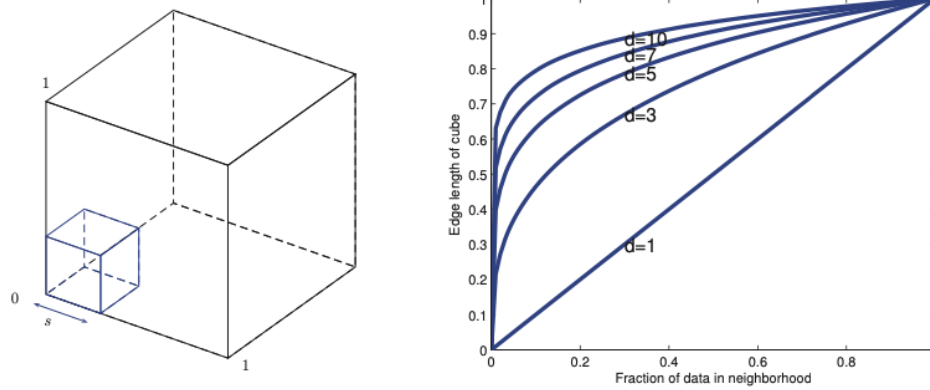 1
0
s
1
1
0.9
0.8
0.7
0.6
0.5
0.4
0.3
0.2
0.1
0
Edge length of cube
d=10
d=7
d=5
d=3
d=1
0
0.2
0.4
0.6
0.8
Fraction of data in neighborhood